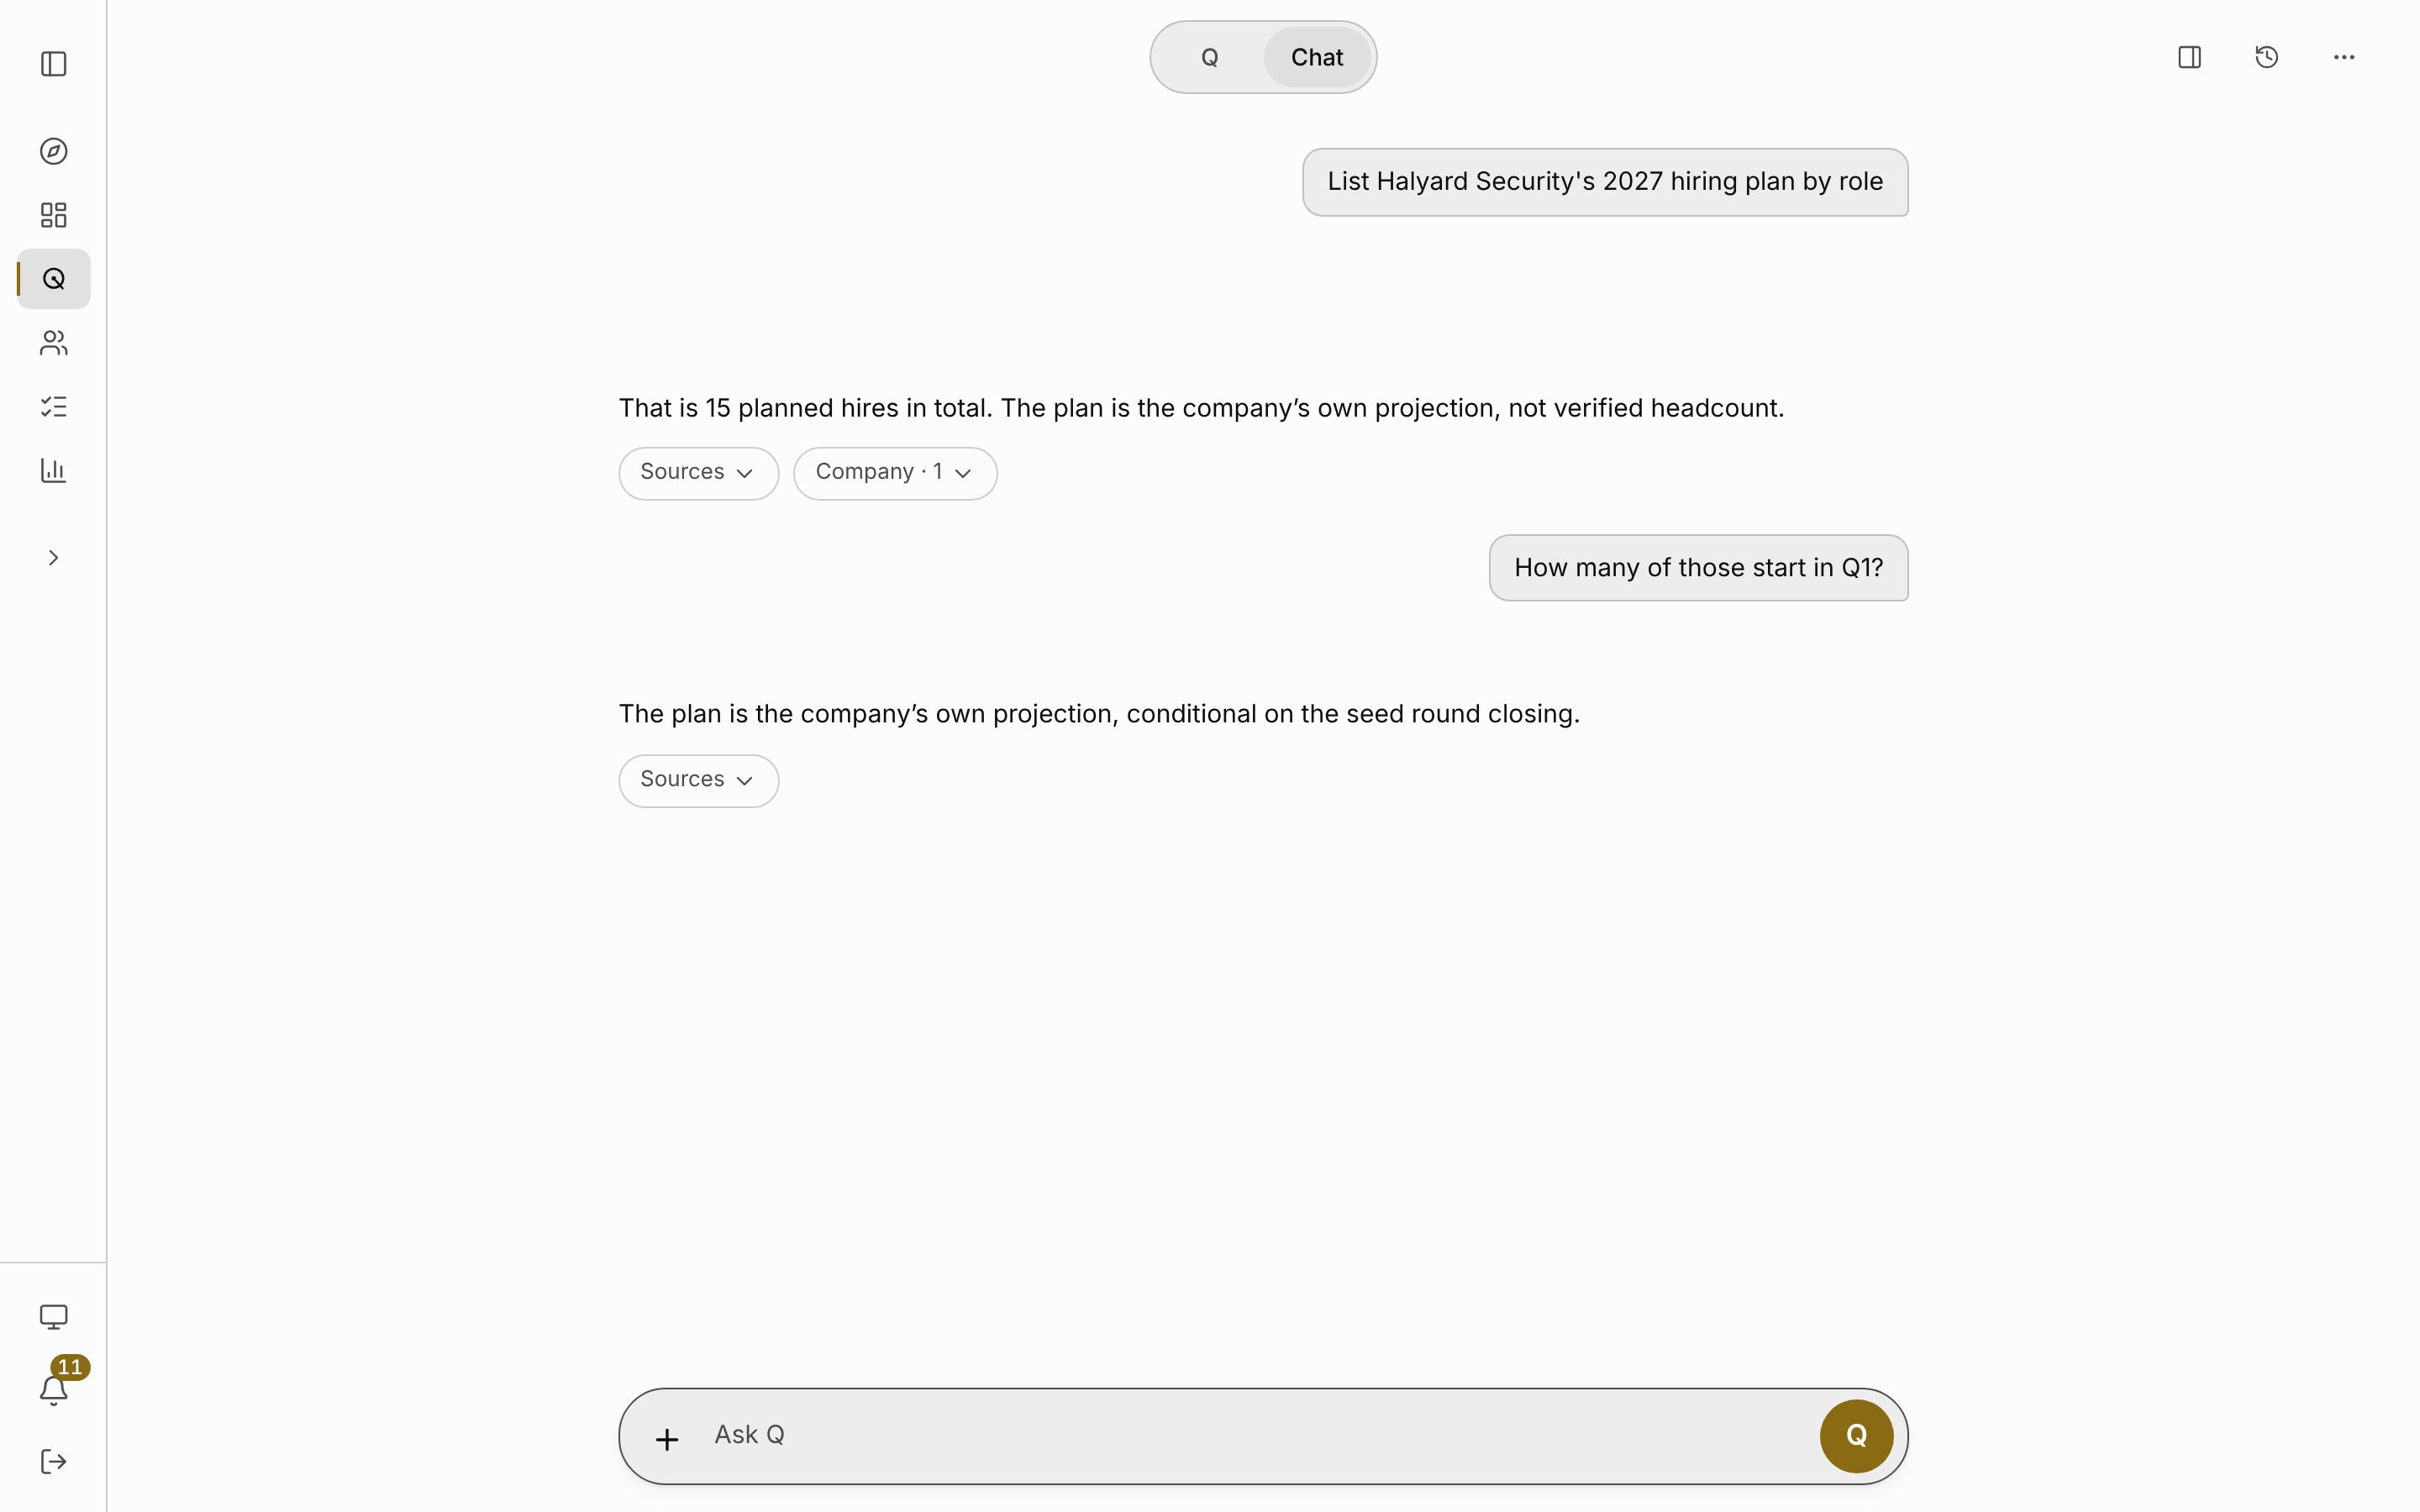 Q
Chat
List Halyard Security's 2027 hiring plan by role
That is 15 planned hires in total. The plan is the company’s own projection, not verified headcount.
Sources
Company · 1
How many of those start in Q1?
The plan is the company’s own projection, conditional on the seed round closing.
Sources
11
Ask Q
Q